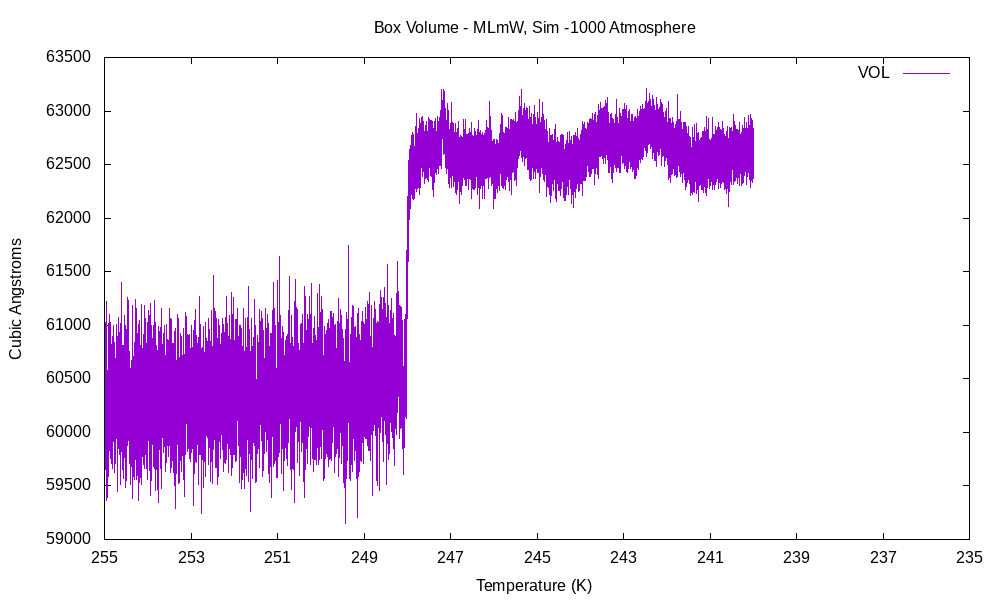 Box Volume - MLmW, Sim -1000 Atmosphere
VOL
63500
63000
62500
62000
61500
61000
60500
60000
59500
59000
Cubic Angstroms
255 253 251 249 247 245 243 241 239 237 235
Temperature (K)